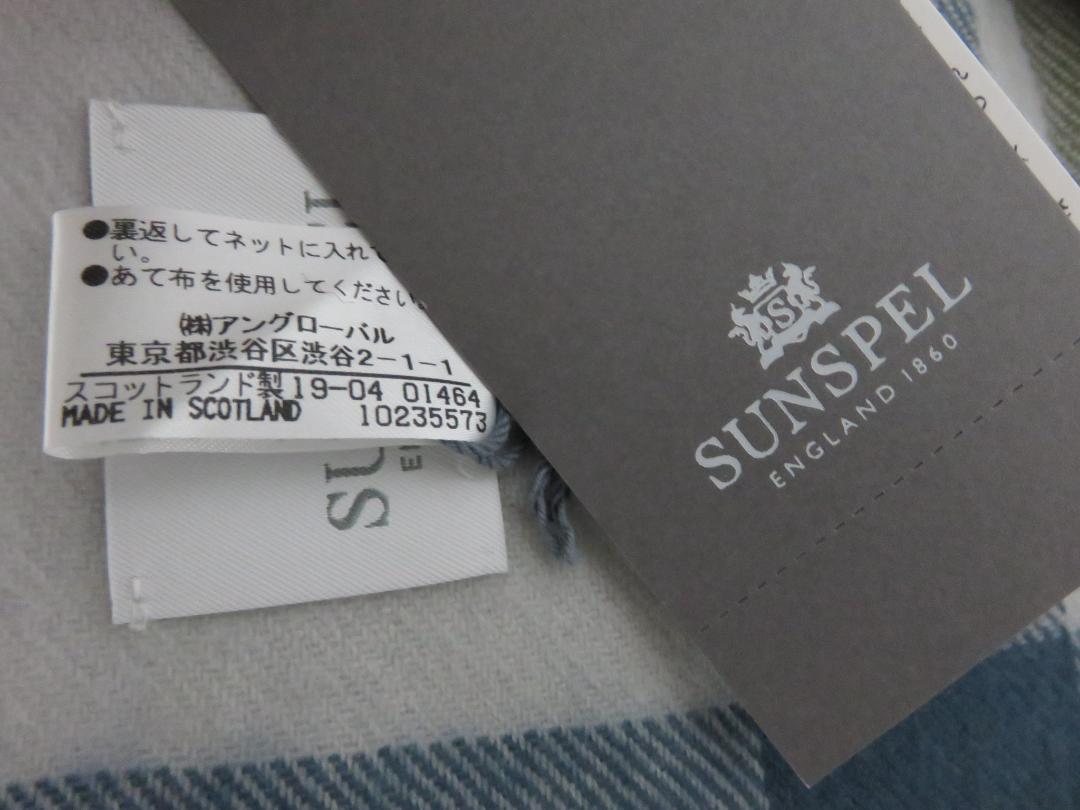 ●裏返してネットに入れて
い。
●あて布を使用してください。
㈱アングローバル
東京都渋谷区渋谷2-1-1
スコットランド製 19-04 01464
MADE IN SCOTLAND 10235573
SU
S
SUNSPEL
ENGLAND 1860